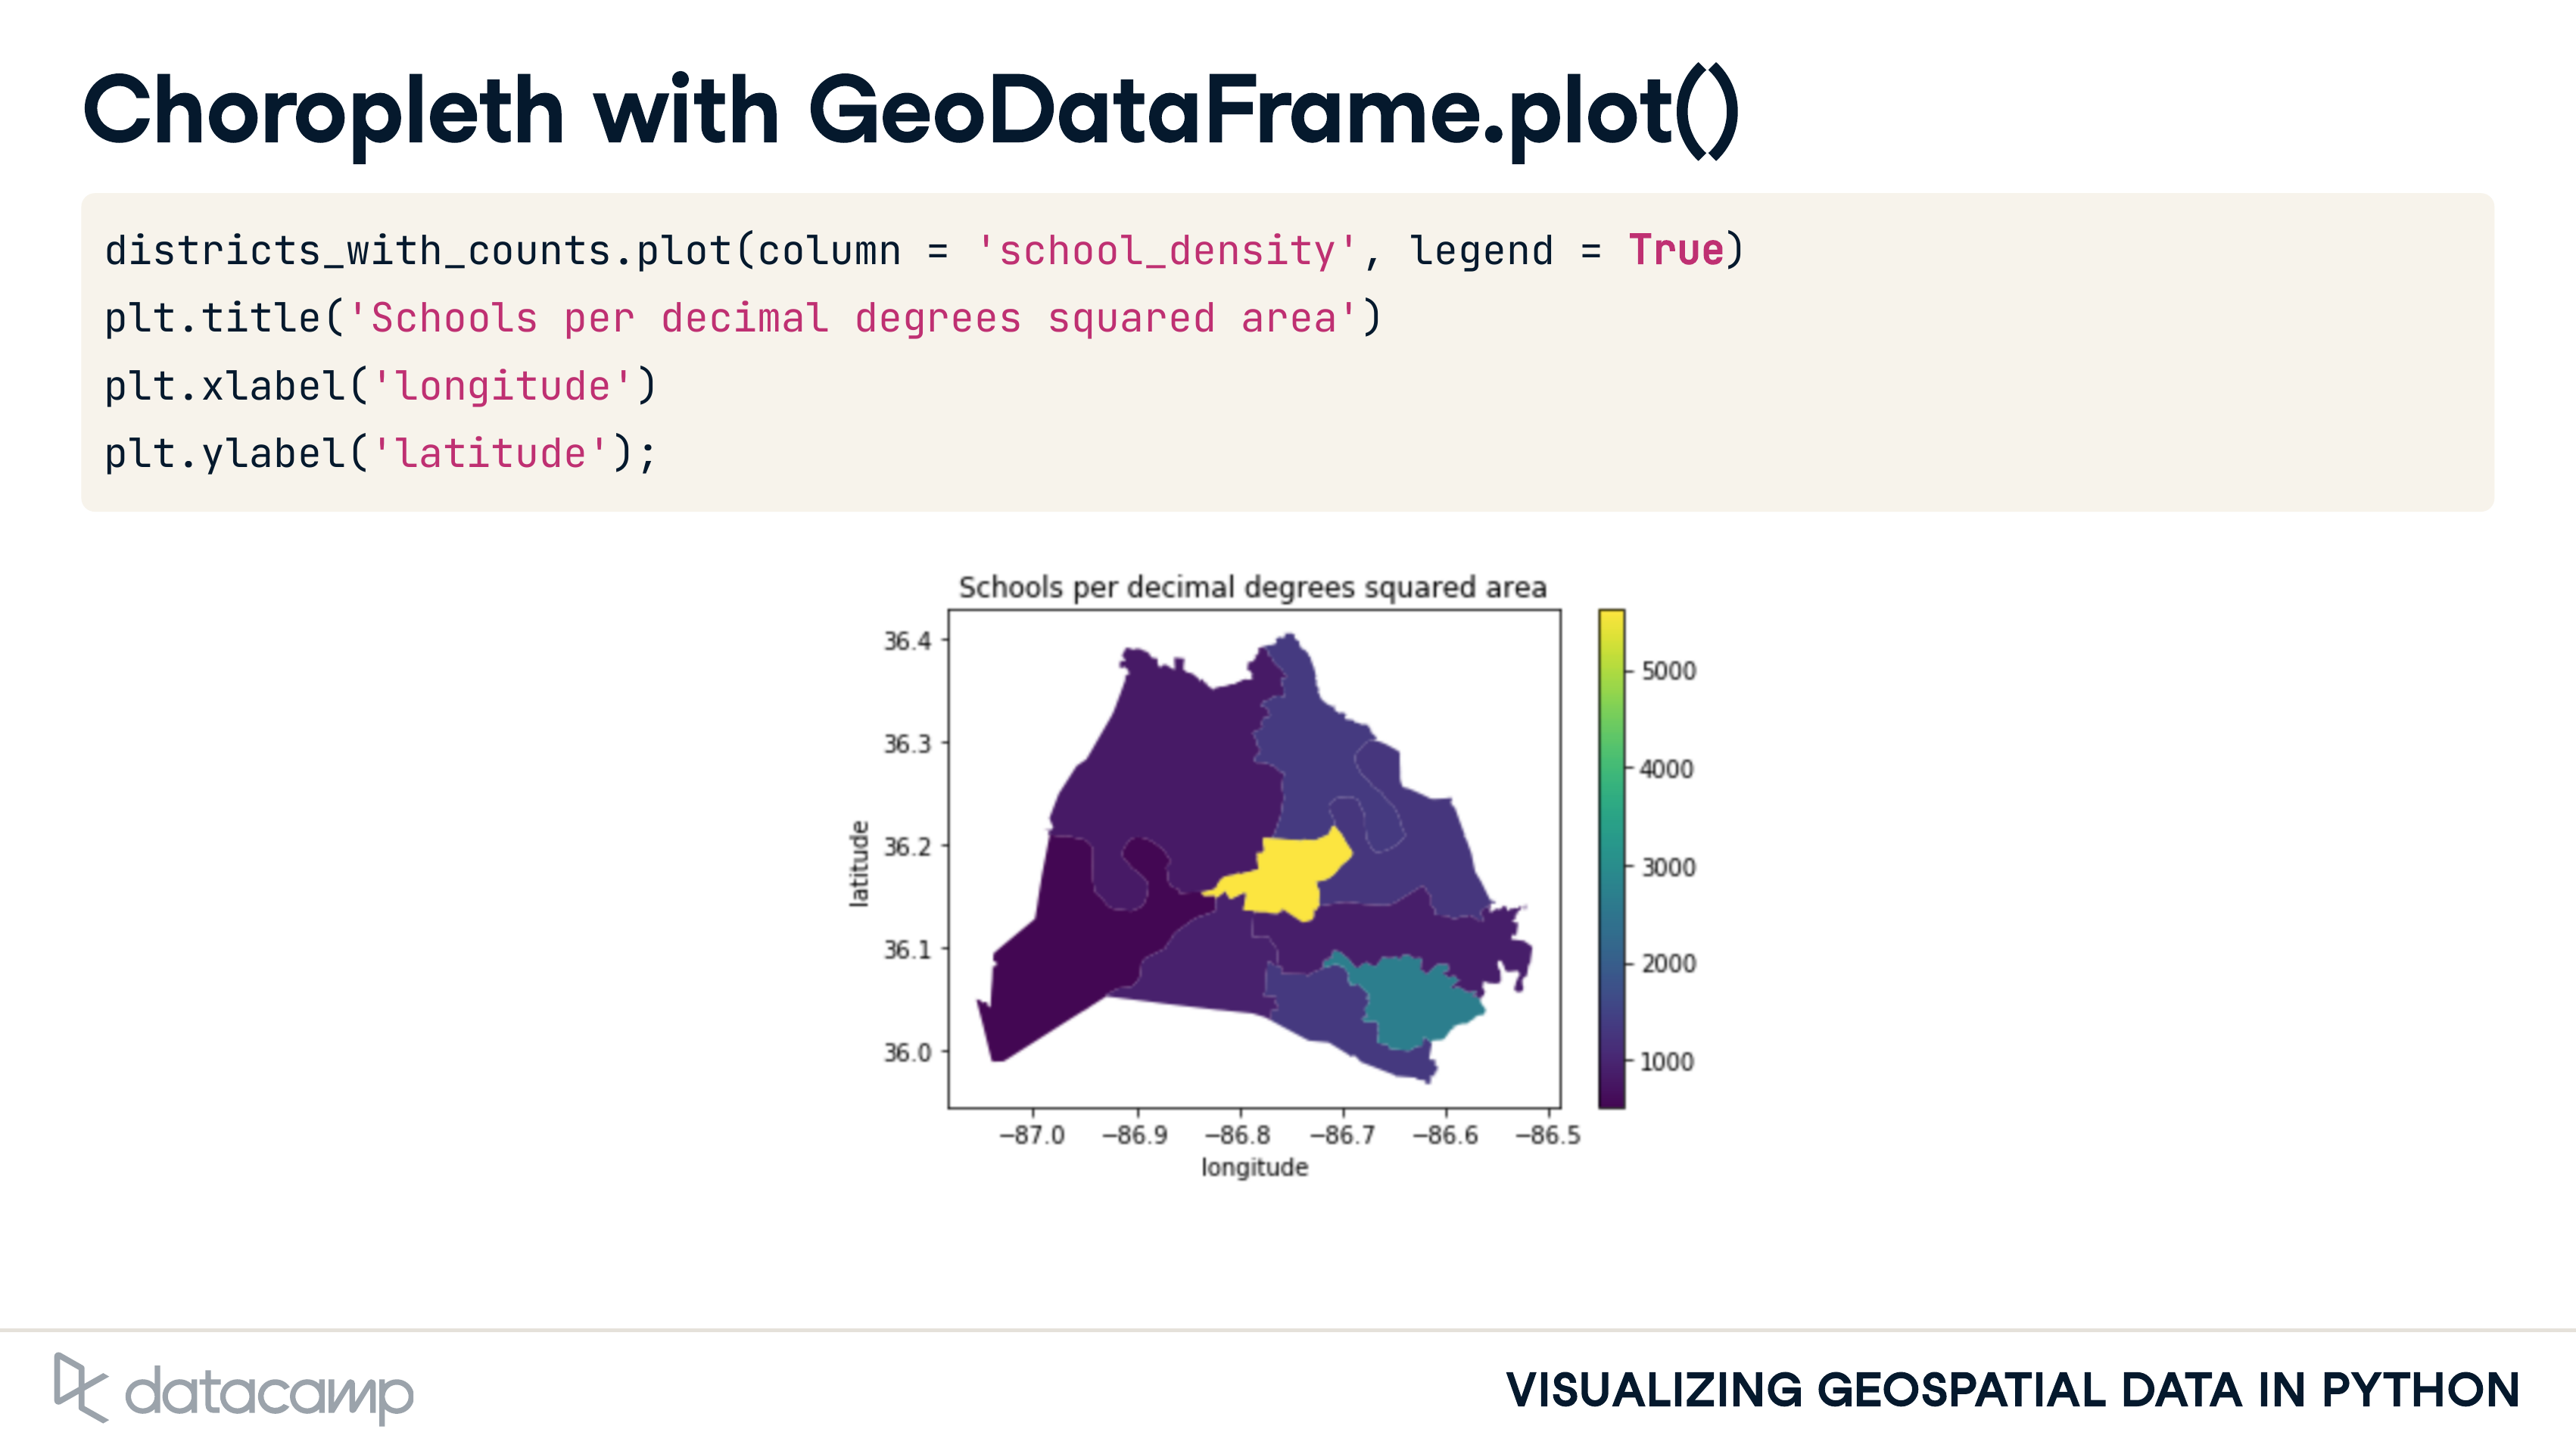 Choropleth with GeoDataFrame.plot()
districts_with_counts.plot(column = 'school_density', legend = True)
plt.title('Schools per decimal degrees squared area')
plt.xlabel('longitude')
plt.ylabel('latitude');
Schools per decimal degrees squared area
36.4
36.3
36.2
36.1
36.0
latitude
−87.0 −86.9 −86.8 −86.7 −86.6 −86.5
longitude
5000
4000
3000
2000
1000
datacamp
VISUALIZING GEOSPATIAL DATA IN PYTHON